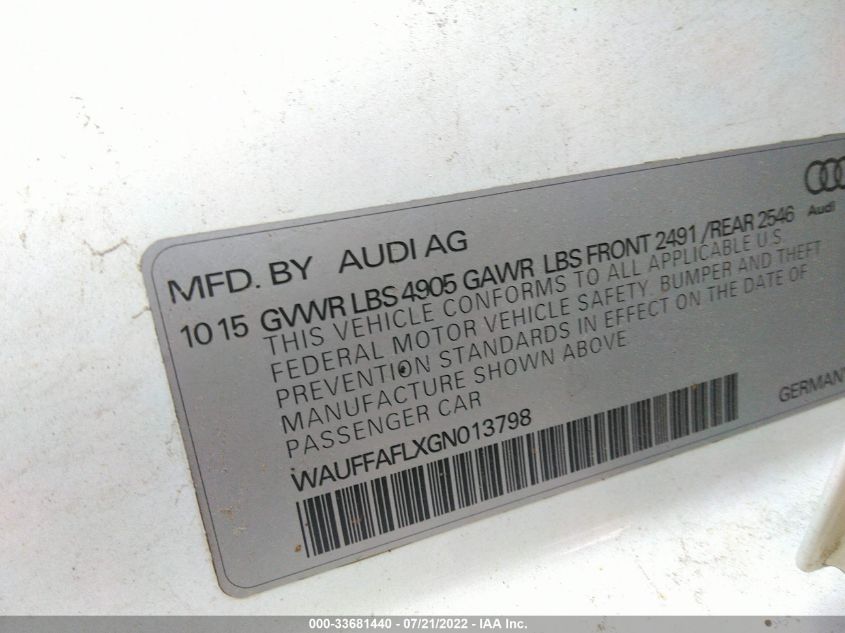 MFD. BY AUDI AG
Audi
10 15 GVWR LBS 4905 GAWR LBS FRONT 2491 /REAR 2546
THIS VEHICLE CONFORMS TO ALL APPLICABLE U.S.
FEDERAL MOTOR VEHICLE SAFETY, BUMPER AND THEFT
PREVENTION STANDARDS IN EFFECT ON THE DATE OF
MANUFACTURE SHOWN ABOVE
PASSENGER CAR
GERMANY
WAUFFAFLXGN013798
000-33681440 - 07/21/2022 - IAA Inc.